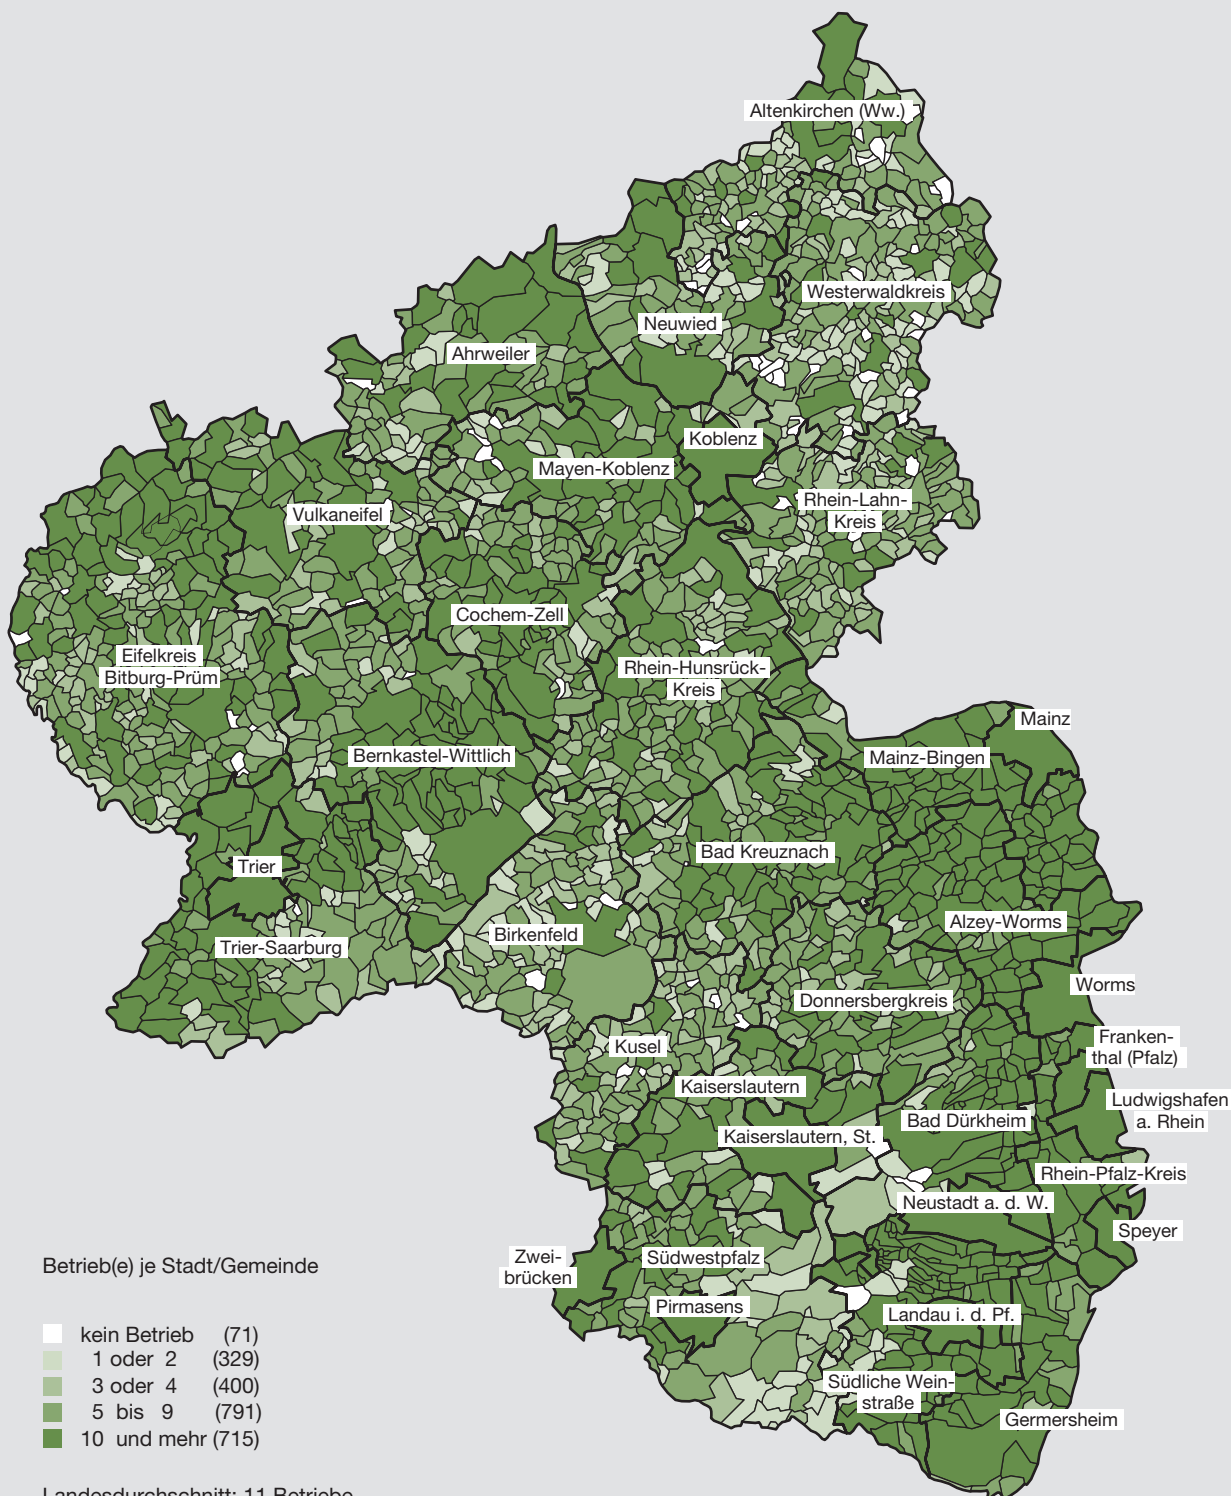 Altenkirchen (Ww.)
Westerwaldkreis
Neuwied
Ahrweiler
Koblenz
Mayen-Koblenz
Rhein-Lahn-
Kreis
Vulkaneifel
Cochem-Zell
Eifelkreis
Bitburg-Prüm
Rhein-Hunsrück-
Kreis
Mainz
Bernkastel-Wittlich
Mainz-Bingen
Bad Kreuznach
Trier
Alzey-Worms
Birkenfeld
Trier-Saarburg
Worms
Donnersbergkreis
Franken-
thal (Pfalz)
Kusel
Kaiserslautern
Ludwigshafen
a. Rhein
Bad Dürkheim
Kaiserslautern, St.
Rhein-Pfalz-Kreis
Neustadt a. d. W.
Speyer
Zwei-
brücken
Südwestpfalz
Pirmasens
Landau i. d. Pf.
Südliche Wein-
straße
Germersheim
Betrieb(e) je Stadt/Gemeinde
kein Betrieb (71)
1 oder 2 (329)
3 oder 4 (400)
5 bis 9 (791)
10 und mehr (715)
Landesdurchschnitt: 11 Betriebe